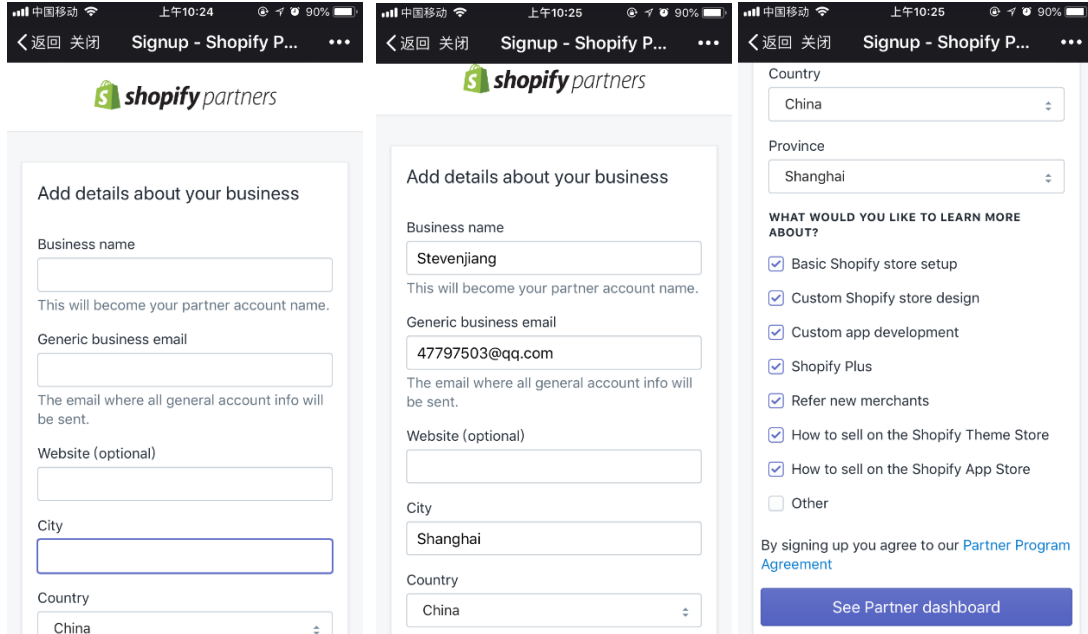 中国移动
上午10:24
90%
返回 关闭
Signup - Shopify P...
shopify partners
Add details about your business
Business name
This will become your partner account name.
Generic business email
The email where all general account info will
be sent.
Website (optional)
City
Country
China
中国移动
上午10:25
90%
返回 关闭
Signup - Shopify P...
shopify partners
Add details about your business
Business name
Stevenjiang
This will become your partner account name.
Generic business email
47797503@qq.com
The email where all general account info will
be sent.
Website (optional)
City
Shanghai
Country
China
中国移动
上午10:25
90%
返回 关闭
Signup - Shopify P...
Country
China
Province
Shanghai
WHAT WOULD YOU LIKE TO LEARN MORE
ABOUT?
Basic Shopify store setup
Custom Shopify store design
Custom app development
Shopify Plus
Refer new merchants
How to sell on the Shopify Theme Store
How to sell on the Shopify App Store
Other
By signing up you agree to our Partner Program
Agreement
See Partner dashboard